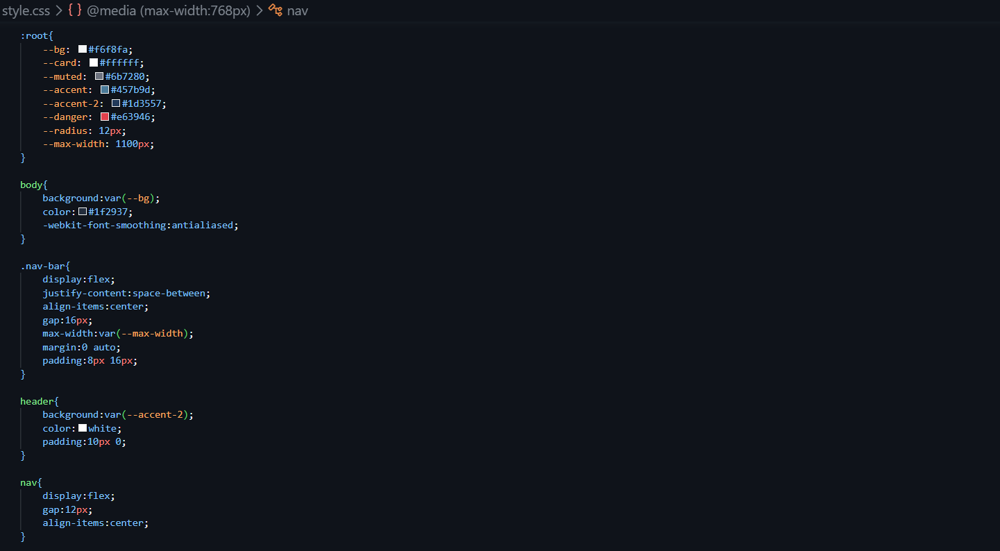 style.css > { } @media (max-width:768px) > nav
:root{
    --bg: #f6f8fa;
    --card: #ffffff;
    --muted: #6b7280;
    --accent: #457b9d;
    --accent-2: #1d3557;
    --danger: #e63946;
    --radius: 12px;
    --max-width: 1100px;
}
body{
    background:var(--bg);
    color:#1f2937;
    -webkit-font-smoothing:antialiased;
}
.nav-bar{
    display:flex;
    justify-content:space-between;
    align-items:center;
    gap:16px;
    max-width:var(--max-width);
    margin:0 auto;
    padding:8px 16px;
}
header{
    background:var(--accent-2);
    color:white;
    padding:10px 0;
}
nav{
    display:flex;
    gap:12px;
    align-items:center;
}